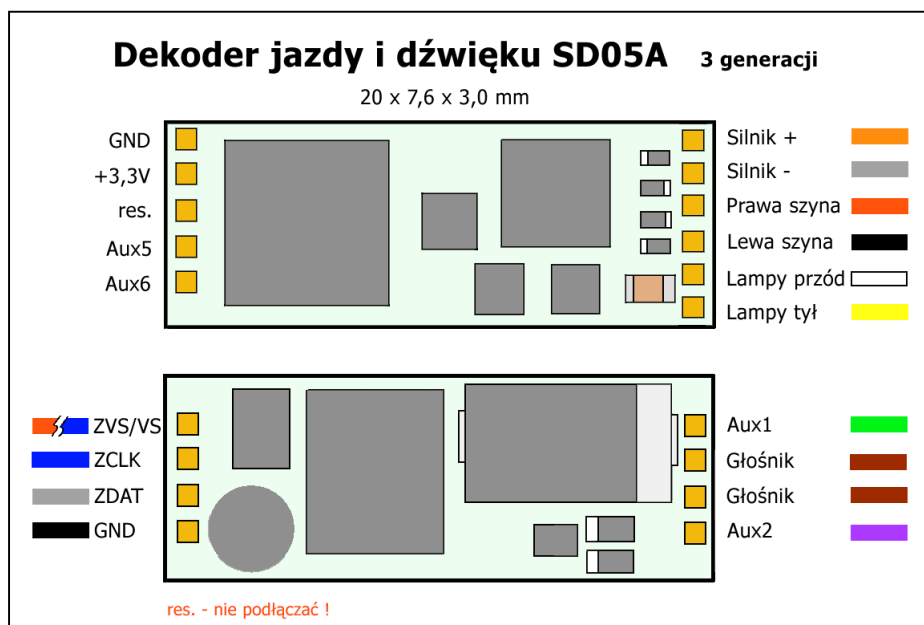 Dekoder jazdy i dźwięku SD05A 3 generacji
20 x 7,6 x 3,0 mm
GND
+3,3V
res.
Aux5
Aux6
Silnik +
Silnik -
Prawa szyna
Lewa szyna
Lampy przód
Lampy tył
ZVS/VS
ZCLK
ZDAT
GND
Aux1
Głośnik
Głośnik
Aux2
res. - nie podłączać !